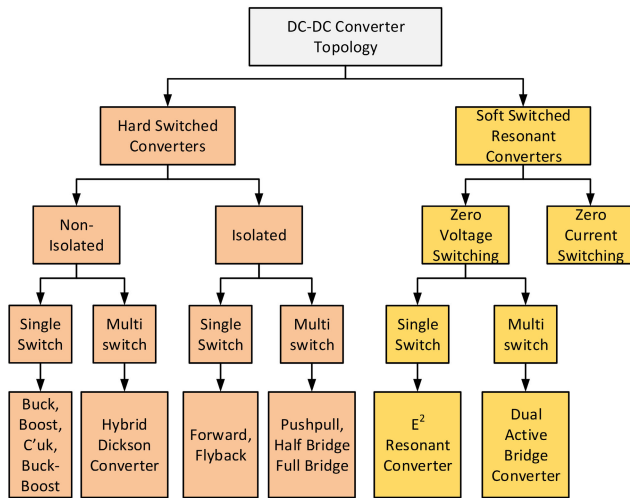 DC-DC Converter
Topology
Hard Switched
Converters
Soft Switched
Resonant
Converters
Non-
Isolated
Isolated
Zero
Voltage
Switching
Zero
Current
Switching
Single
Switch
Multi
switch
Single
Switch
Multi
switch
Single
Switch
Multi
switch
Buck,
Boost,
C’uk,
Buck-
Boost
Hybrid
Dickson
Converter
Forward,
Flyback
Pushpull,
Half Bridge
Full Bridge
E²
Resonant
Converter
Dual
Active
Bridge
Converter